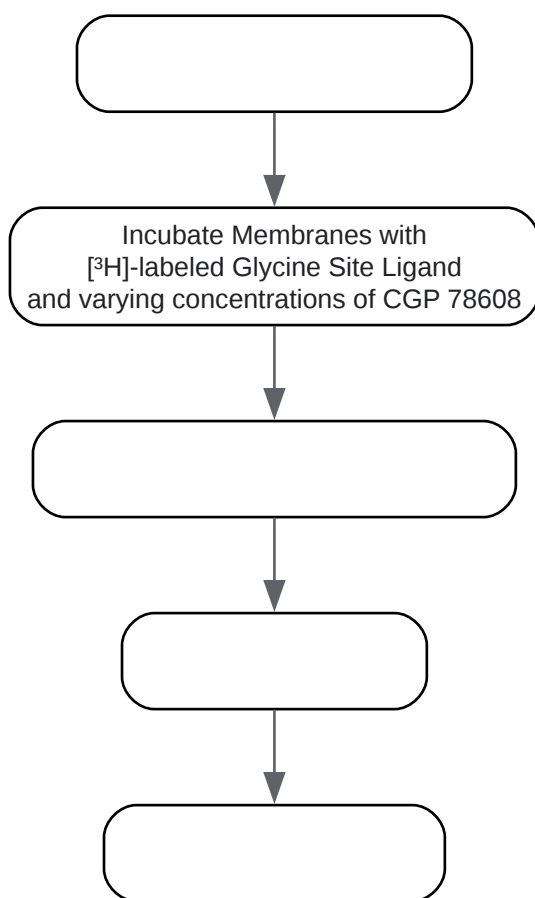 Incubate Membranes with
[³H]-labeled Glycine Site Ligand
and varying concentrations of CGP 78608